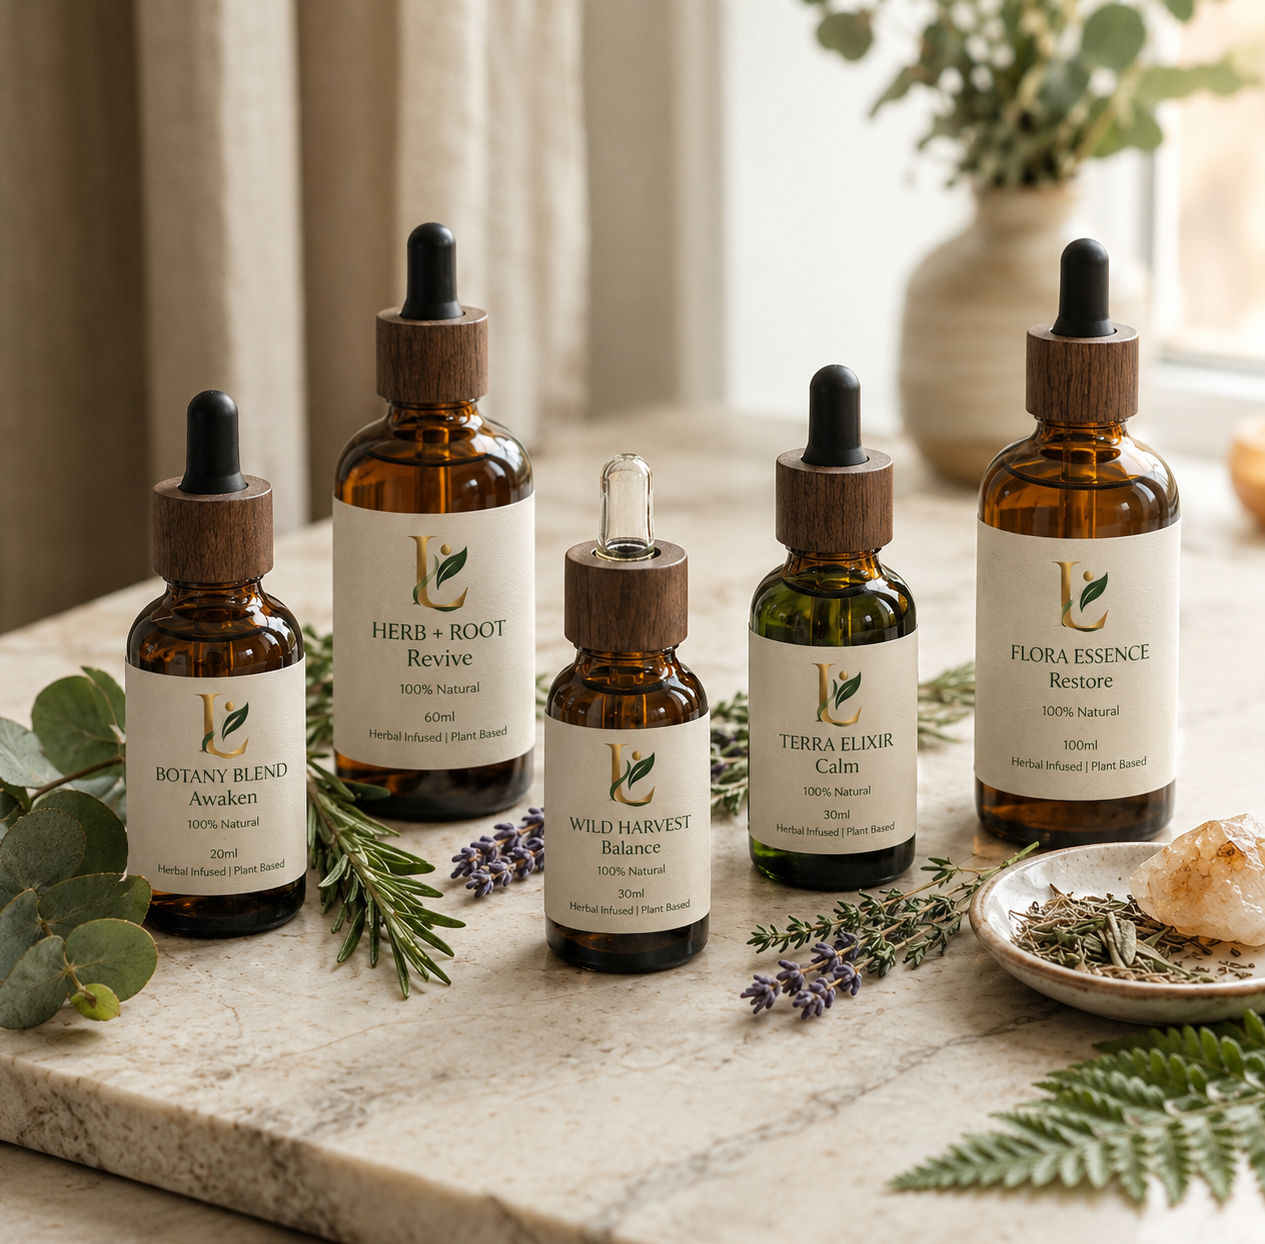 BOTANY BLEND
Awaken
100% Natural
20ml
Herbal Infused | Plant Based
HERB + ROOT
Revive
100% Natural
60ml
Herbal Infused | Plant Based
WILD HARVEST
Balance
100% Natural
30ml
Herbal Infused | Plant Based
TERRA ELIXIR
Calm
100% Natural
30ml
Herbal Infused | Plant Based
FLORA ESSENCE
Restore
100% Natural
100ml
Herbal Infused | Plant Based